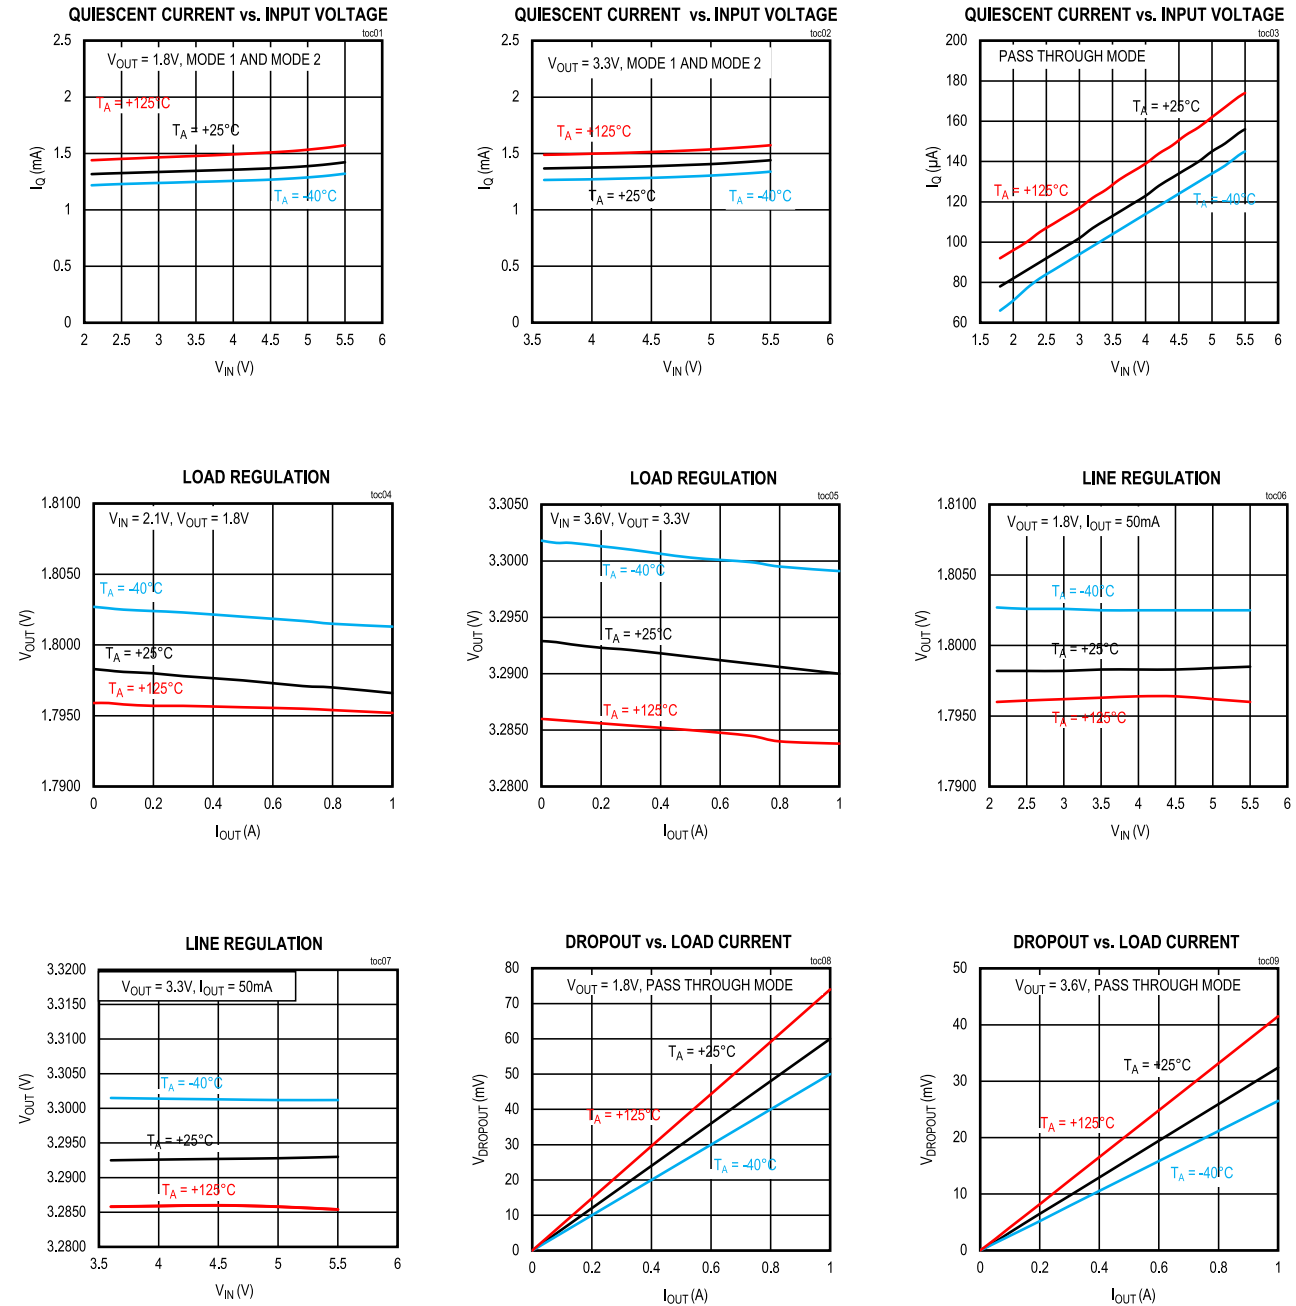 QUIESCENT CURRENT vs. INPUT VOLTAGE
toc01
VOUT = 1.8V, MODE 1 AND MODE 2
TA = +125°C
TA = +25°C
TA = -40°C
2.5
2
1.5
1
0.5
0
IQ (mA)
2 2.5 3 3.5 4 4.5 5 5.5 6
VIN (V)
QUIESCENT CURRENT vs. INPUT VOLTAGE
toc02
VOUT = 3.3V, MODE 1 AND MODE 2
TA = +125°C
TA = +25°C
TA = -40°C
2.5
2
1.5
1
0.5
0
IQ (mA)
3.5 4 4.5 5 5.5 6
VIN (V)
QUIESCENT CURRENT vs. INPUT VOLTAGE
toc03
PASS THROUGH MODE
TA = +25°C
TA = +125°C
TA = -40°C
200
180
160
140
120
100
80
60
IQ (µA)
1.5 2 2.5 3 3.5 4 4.5 5 5.5 6
VIN (V)
LOAD REGULATION
toc04
VIN = 2.1V, VOUT = 1.8V
TA = -40°C
TA = +25°C
TA = +125°C
1.8100
1.8050
1.8000
1.7950
1.7900
VOUT (V)
0 0.2 0.4 0.6 0.8 1
IOUT (A)
LOAD REGULATION
toc05
VIN = 3.6V, VOUT = 3.3V
TA = -40°C
TA = +25°C
TA = +125°C
3.3050
3.3000
3.2950
3.2900
3.2850
3.2800
VOUT (V)
0 0.2 0.4 0.6 0.8 1
IOUT (A)
LINE REGULATION
toc06
VOUT = 1.8V, IOUT = 50mA
TA = -40°C
TA = +25°C
TA = +125°C
1.8100
1.8050
1.8000
1.7950
1.7900
VOUT (V)
2 2.5 3 3.5 4 4.5 5 5.5 6
VIN (V)
LINE REGULATION
toc07
VOUT = 3.3V, IOUT = 50mA
TA = -40°C
TA = +25°C
TA = +125°C
3.3200
3.3150
3.3100
3.3050
3.3000
3.2950
3.2900
3.2850
3.2800
VOUT (V)
3.5 4 4.5 5 5.5 6
VIN (V)
DROPOUT vs. LOAD CURRENT
toc08
VOUT = 1.8V, PASS THROUGH MODE
TA = +25°C
TA = +125°C
TA = -40°C
80
70
60
50
40
30
20
10
0
VDROPOUT (mV)
0 0.2 0.4 0.6 0.8 1
IOUT (A)
DROPOUT vs. LOAD CURRENT
toc09
VOUT = 3.6V, PASS THROUGH MODE
TA = +25°C
TA = +125°C
TA = -40°C
50
40
30
20
10
0
VDROPOUT (mV)
0 0.2 0.4 0.6 0.8 1
IOUT (A)